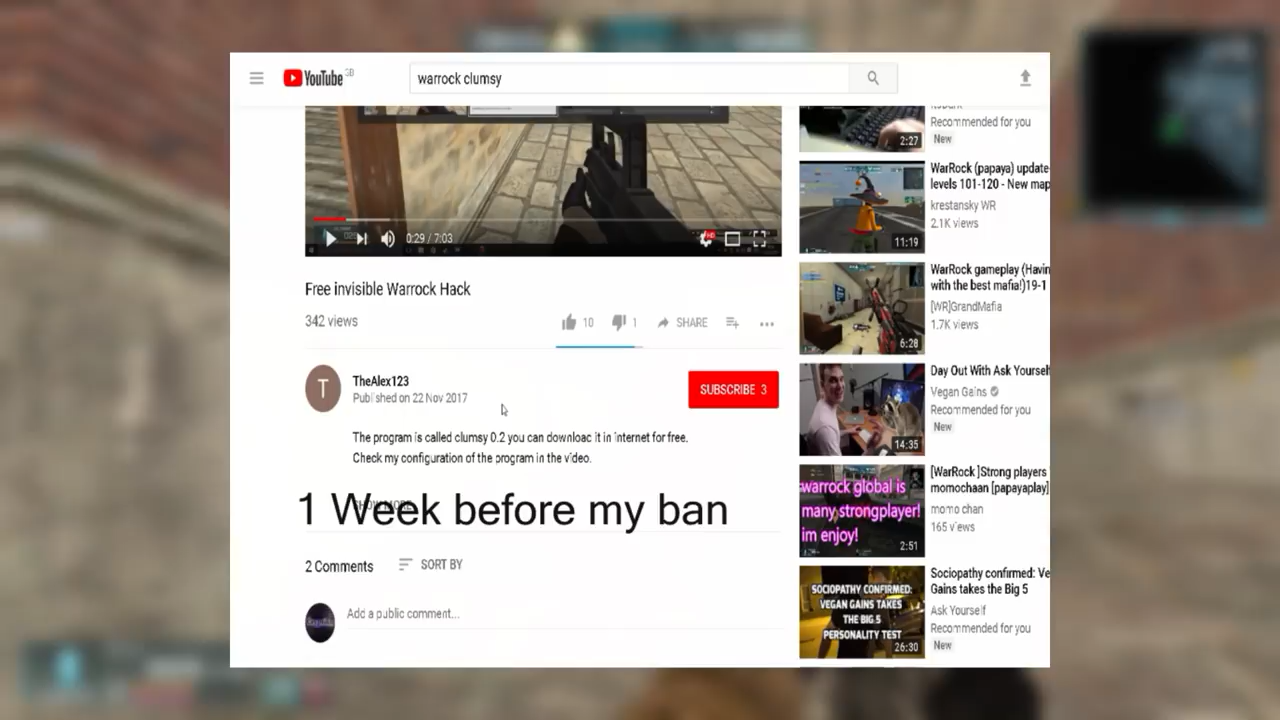 YouTube GB
warrock clumsy
0:29 / 7:03
HD
Free invisible Warrock Hack
342 views
10
1
SHARE
T
TheAlex123
Published on 22 Nov 2017
SUBSCRIBE 3
The program is called clumsy 0.2 you can download it in internet for free.
Check my configuration of the program in the video.
SHOW MORE
1 Week before my ban
2 Comments
SORT BY
Add a public comment...
Recommended for you
New
2:27
WarRock (papaya) update
levels 101-120 - New map
krestansky WR
2.1K views
11:19
WarRock gameplay (Havin
with the best mafia!)19-1
[WR]GrandMafia
1.7K views
6:28
Day Out With Ask Yourself
Vegan Gains
Recommended for you
New
14:35
[WarRock ]Strong players
momochaan [papayaplay]
momo chan
165 views
warrock global is
many strongplayer!
im enjoy!
2:51
Sociopathy confirmed: Ve
Gains takes the Big 5
Ask Yourself
Recommended for you
New
SOCIOPATHY CONFIRMED:
VEGAN GAINS TAKES
THE BIG 5
PERSONALITY TEST
26:30